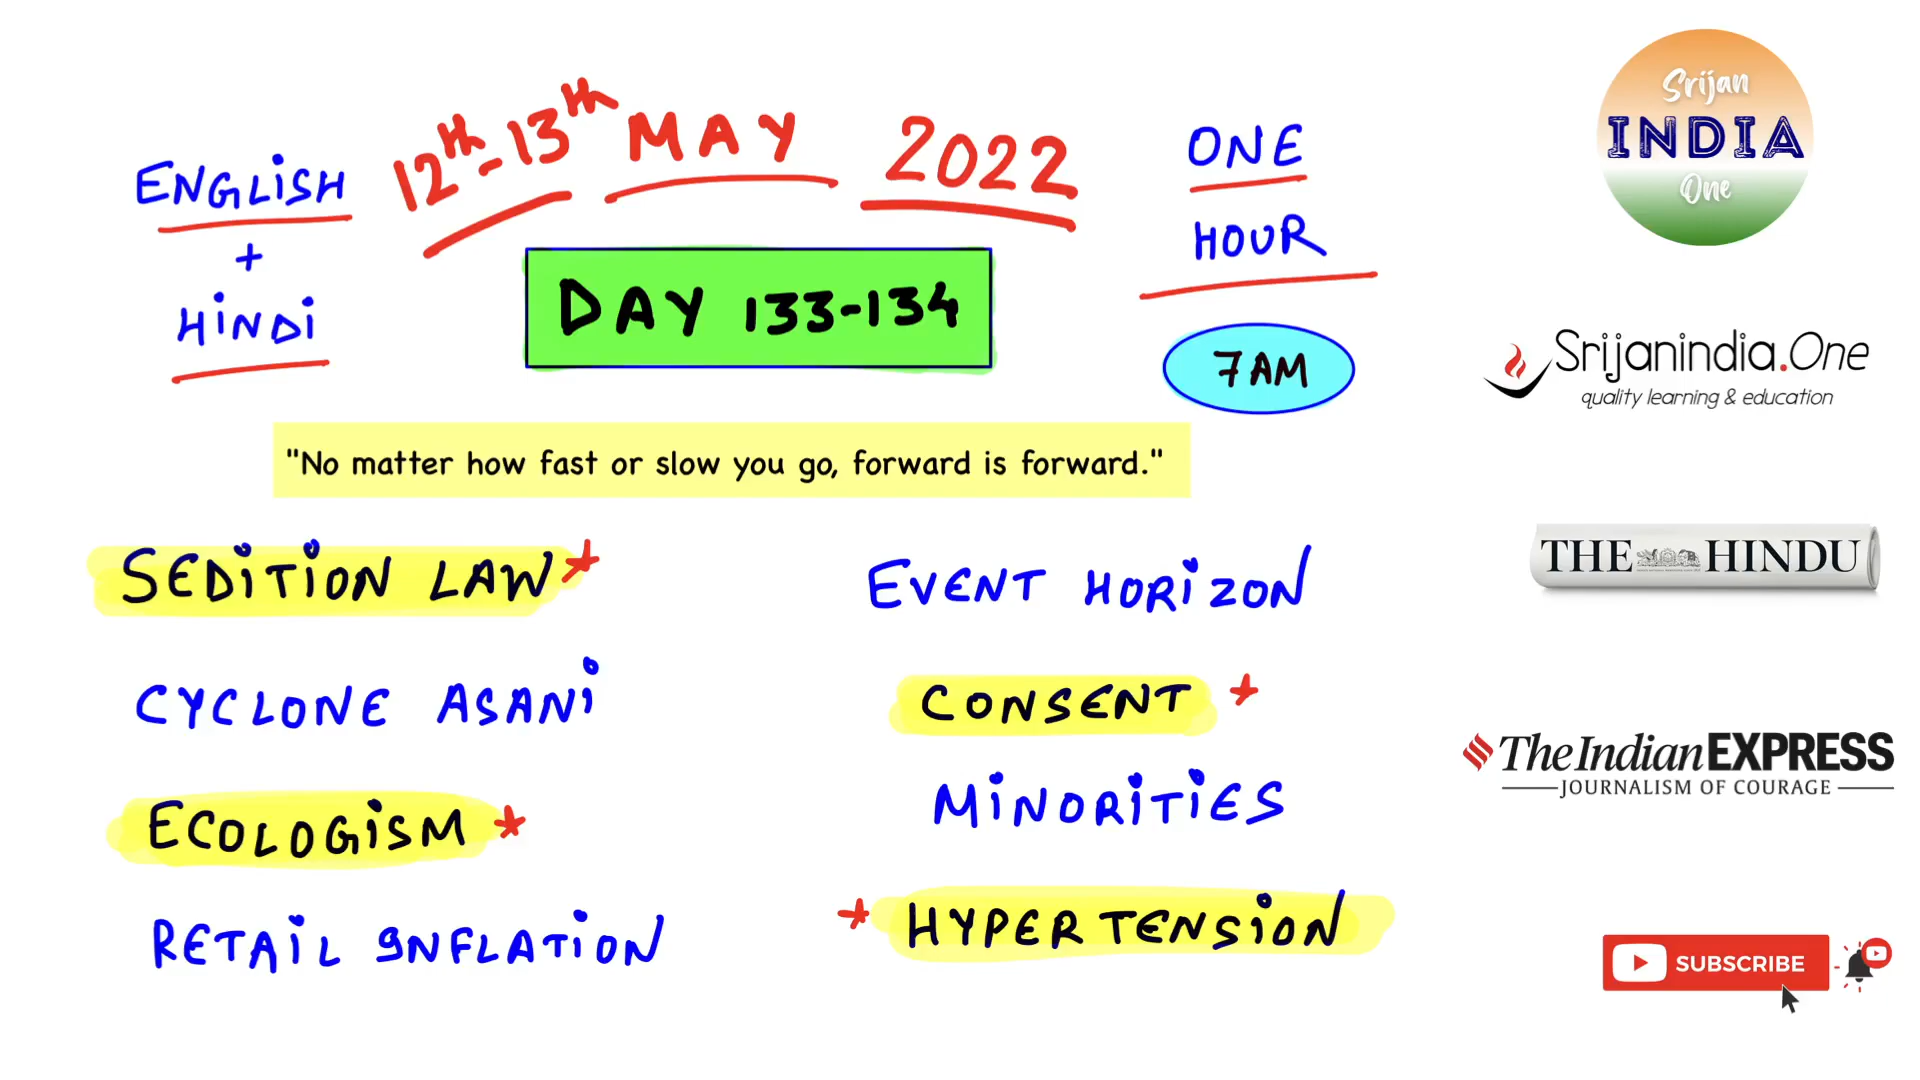 12th-13th MAY 2022
ENGLISH
+
HINDI
ONE
HOUR
DAY 133-134
7AM
"No matter how fast or slow you go, forward is forward."
SEDITION LAW *
CYCLONE ASANI
ECOLOGISM *
RETAIL INFLATION
EVENT HORIZON
CONSENT *
MINORITIES
* HYPERTENSION
Srijan
INDIA
One
Srijanindia.One
quality learning & education
THE HINDU
The Indian EXPRESS
JOURNALISM OF COURAGE
SUBSCRIBE